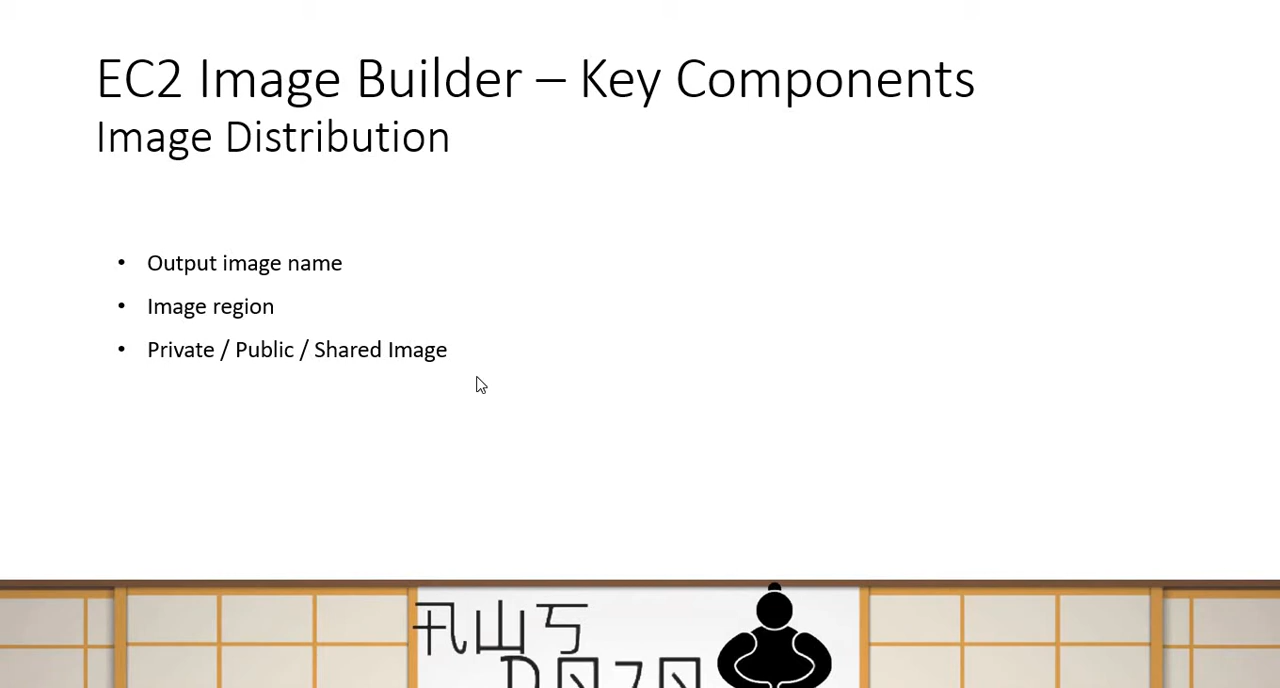 EC2 Image Builder – Key Components
Image Distribution
• Output image name
• Image region
• Private / Public / Shared Image